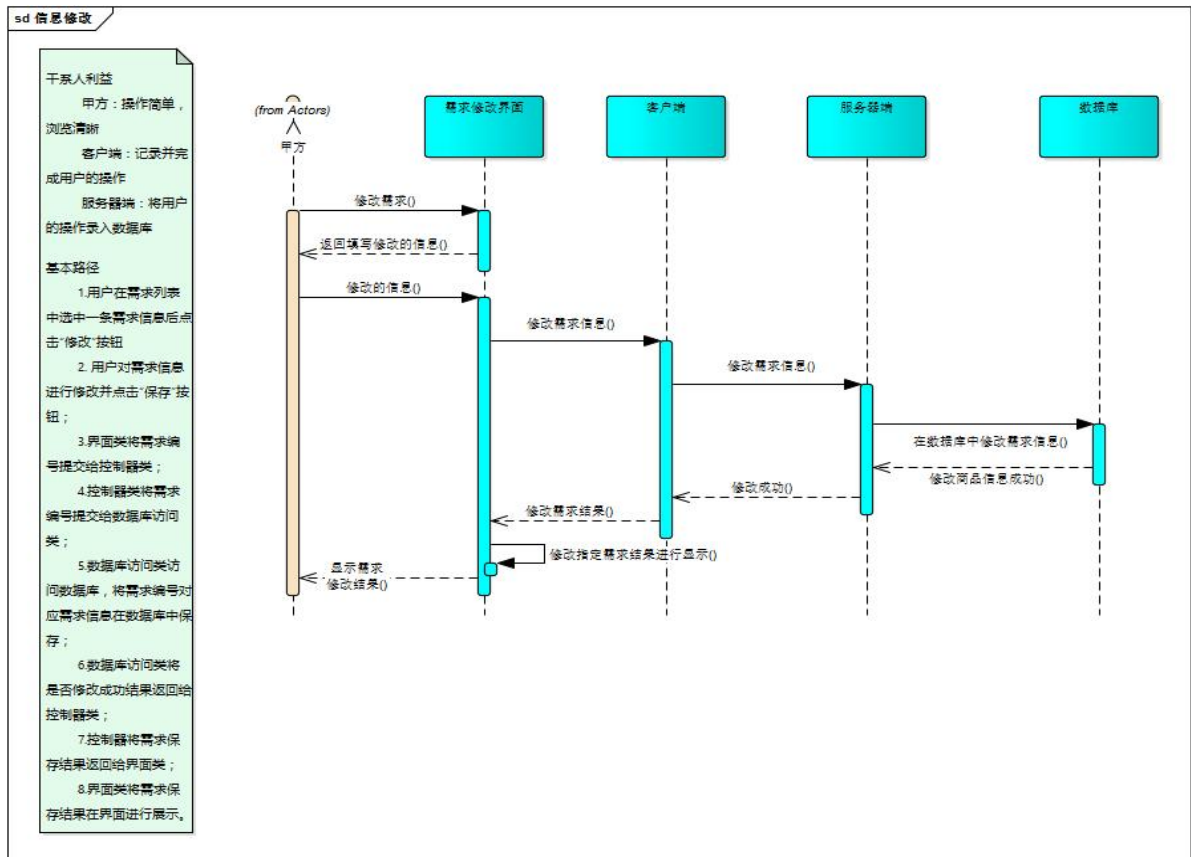 sd 信息修改
干系人利益
甲方：操作简单，
浏览清晰
客户端：记录并完
成用户的操作
服务器端：将用户
的操作录入数据库
基本路径
1.用户在需求列表
中选中一条需求信息后点
击“修改”按钮
2. 用户对需求信息
进行修改并点击“保存”按
钮；
3.界面类将需求编
号提交给控制器类；
4.控制器类将需求
编号提交给数据库访问
类；
5.数据库访问类访
问数据库，将需求编号对
应需求信息在数据库中保
存；
6.数据库访问类将
是否修改成功结果返回给
控制器类；
7.控制器将需求保
存结果返回给界面类；
8.界面类将需求保
存结果在界面进行展示。
(from Actors)
甲方
需求修改界面
客户端
服务器端
数据库
修改需求()
返回填写修改的信息()
修改的信息()
修改需求信息()
修改需求信息()
在数据库中修改需求信息()
修改商品信息成功()
修改成功()
修改需求结果()
修改指定需求结果进行显示()
显示需求
修改结果()